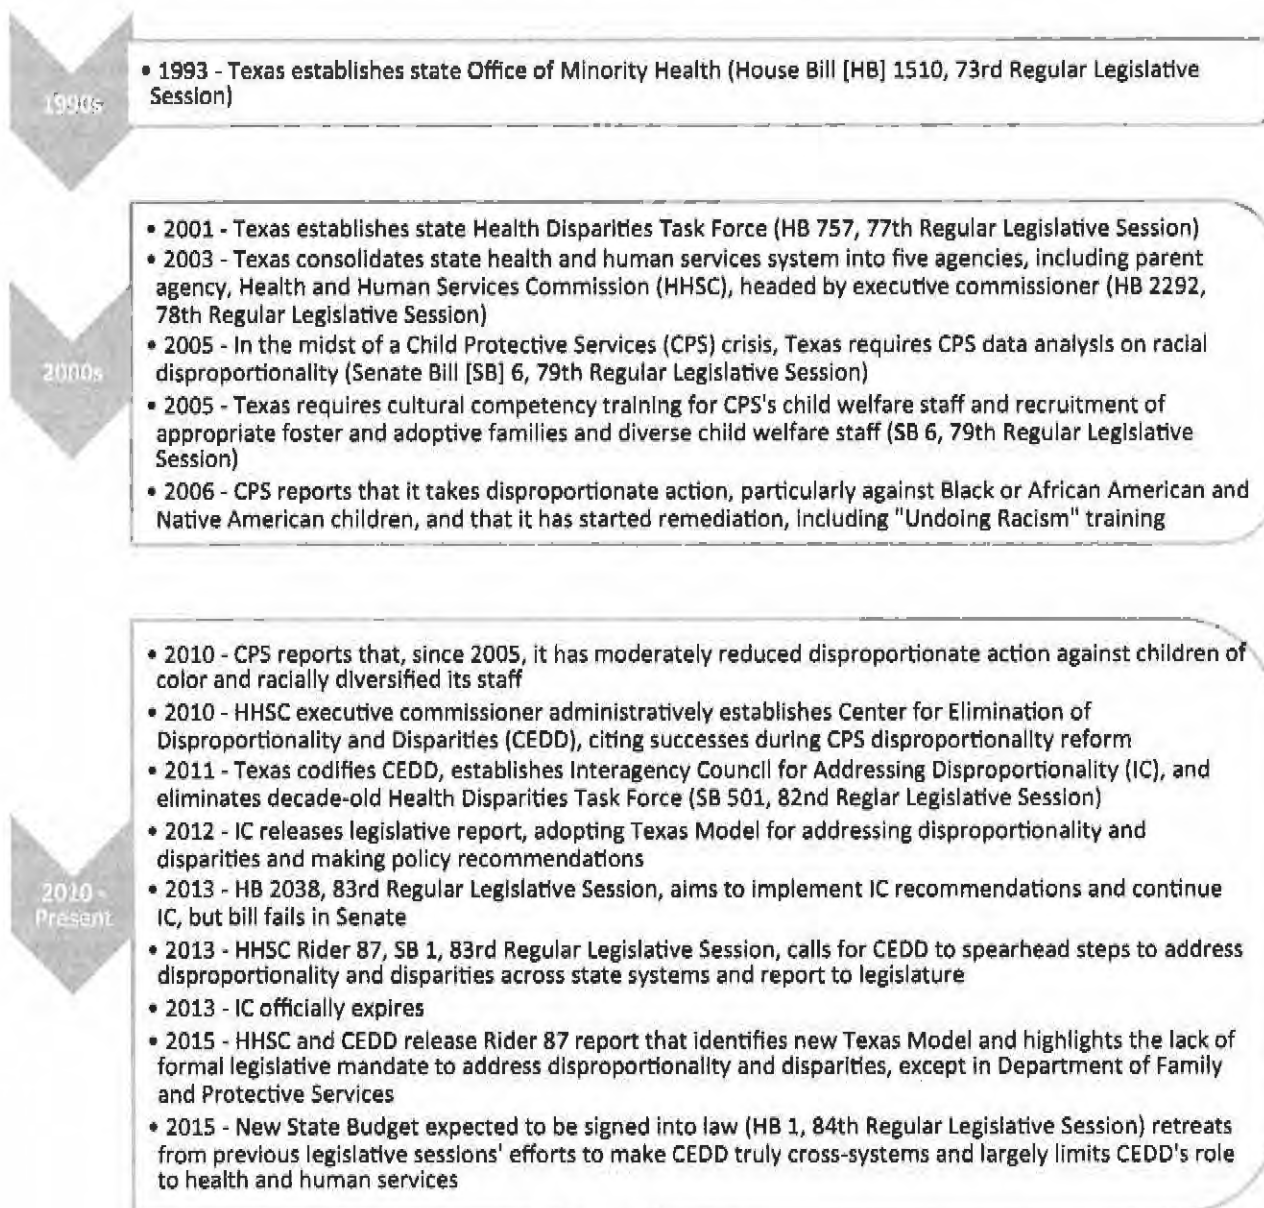 1990s
• 1993 - Texas establishes state Office of Minority Health (House Bill [HB] 1510, 73rd Regular Legislative
Session)
2000s
• 2001 - Texas establishes state Health Disparities Task Force (HB 757, 77th Regular Legislative Session)
• 2003 - Texas consolidates state health and human services system into five agencies, including parent
agency, Health and Human Services Commission (HHSC), headed by executive commissioner (HB 2292,
78th Regular Legislative Session)
• 2005 - In the midst of a Child Protective Services (CPS) crisis, Texas requires CPS data analysis on racial
disproportionality (Senate Bill [SB] 6, 79th Regular Legislative Session)
• 2005 - Texas requires cultural competency training for CPS's child welfare staff and recruitment of
appropriate foster and adoptive families and diverse child welfare staff (SB 6, 79th Regular Legislative
Session)
• 2006 - CPS reports that it takes disproportionate action, particularly against Black or African American and
Native American children, and that it has started remediation, including "Undoing Racism" training
2010 -
Present
• 2010 - CPS reports that, since 2005, it has moderately reduced disproportionate action against children of
color and racially diversified its staff
• 2010 - HHSC executive commissioner administratively establishes Center for Elimination of
Disproportionality and Disparities (CEDD), citing successes during CPS disproportionality reform
• 2011 - Texas codifies CEDD, establishes Interagency Council for Addressing Disproportionality (IC), and
eliminates decade-old Health Disparities Task Force (SB 501, 82nd Reglar Legislative Session)
• 2012 - IC releases legislative report, adopting Texas Model for addressing disproportionality and
disparities and making policy recommendations
• 2013 - HB 2038, 83rd Regular Legislative Session, aims to implement IC recommendations and continue
IC, but bill fails in Senate
• 2013 - HHSC Rider 87, SB 1, 83rd Regular Legislative Session, calls for CEDD to spearhead steps to address
disproportionality and disparities across state systems and report to legislature
• 2013 - IC officially expires
• 2015 - HHSC and CEDD release Rider 87 report that identifies new Texas Model and highlights the lack of
formal legislative mandate to address disproportionality and disparities, except in Department of Family
and Protective Services
• 2015 - New State Budget expected to be signed into law (HB 1, 84th Regular Legislative Session) retreats
from previous legislative sessions' efforts to make CEDD truly cross-systems and largely limits CEDD's role
to health and human services